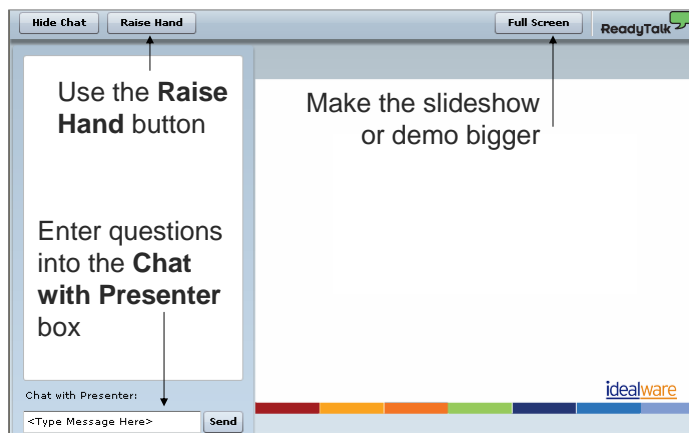 Hide Chat
Raise Hand
Full Screen
ReadyTalk
Use the Raise
Hand button
Make the slideshow
or demo bigger
Enter questions
into the Chat
with Presenter
box
idealware
Chat with Presenter:
<Type Message Here>
Send